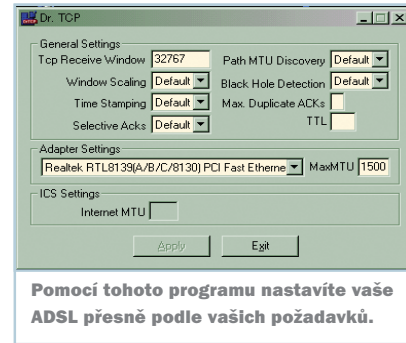 Dr. TCP
General Settings
Tcp Receive Window 32767 Path MTU Discovery Default
Window Scaling Default Black Hole Detection Default
Time Stamping Default Max. Duplicate ACKs
Selective Acks Default TTL
Adapter Settings
Realtek RTL8139(A/B/C/8130) PCI Fast Etherne MaxMTU 1500
ICS Settings
Internet MTU
Apply Exit
Pomocí tohoto programu nastavíte vaše
ADSL přesně podle vašich požadavků.